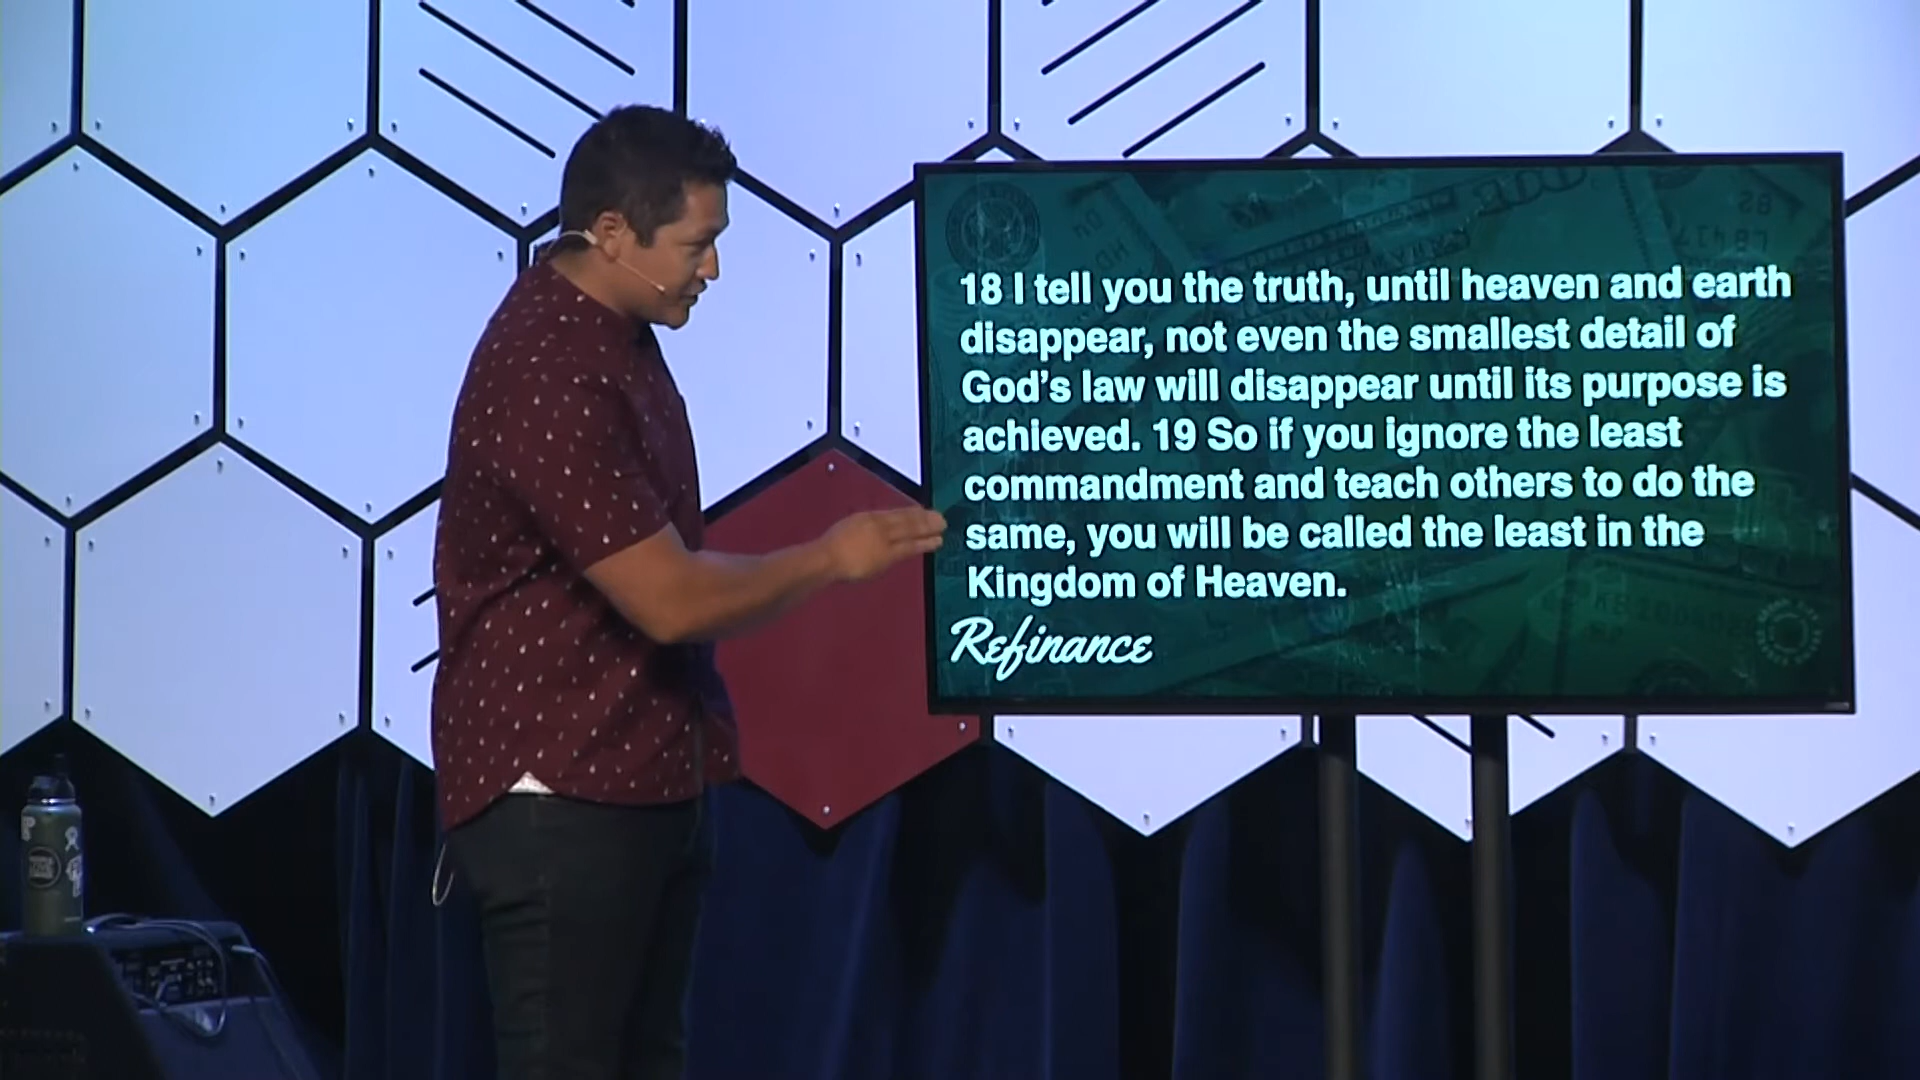 18 I tell you the truth, until heaven and earth
disappear, not even the smallest detail of
God's law will disappear until its purpose is
achieved. 19 So if you ignore the least
commandment and teach others to do the
same, you will be called the least in the
Kingdom of Heaven.
Refinance